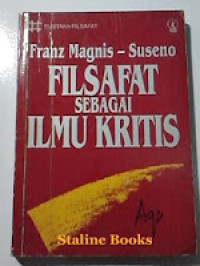 PUSTAKA FILSAFAT
Franz Magnis - Suseno
FILSAFAT
SEBAGAI
ILMU KRITIS
Staline Books